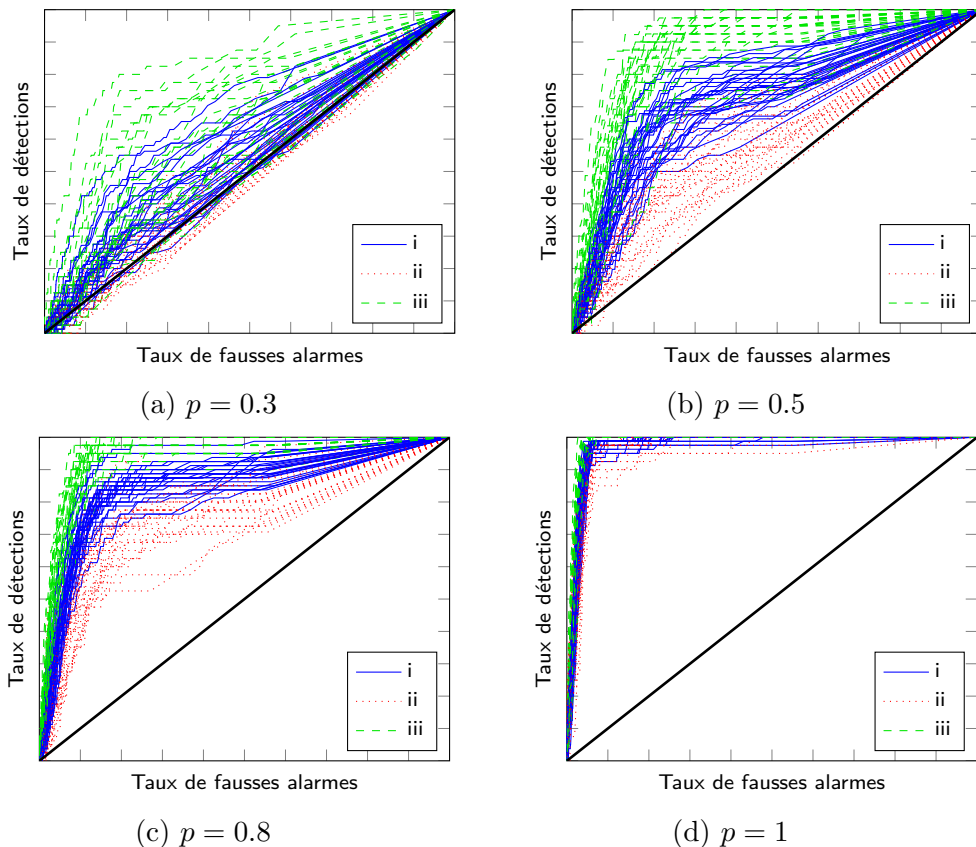 Taux de détections
i
ii
iii
Taux de fausses alarmes
(a) p = 0.3
Taux de détections
i
ii
iii
Taux de fausses alarmes
(b) p = 0.5
Taux de détections
i
ii
iii
Taux de fausses alarmes
(c) p = 0.8
Taux de détections
i
ii
iii
Taux de fausses alarmes
(d) p = 1